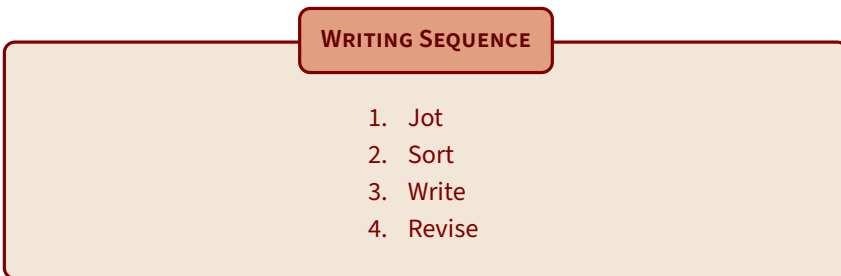 Writing Sequence
1. Jot
2. Sort
3. Write
4. Revise